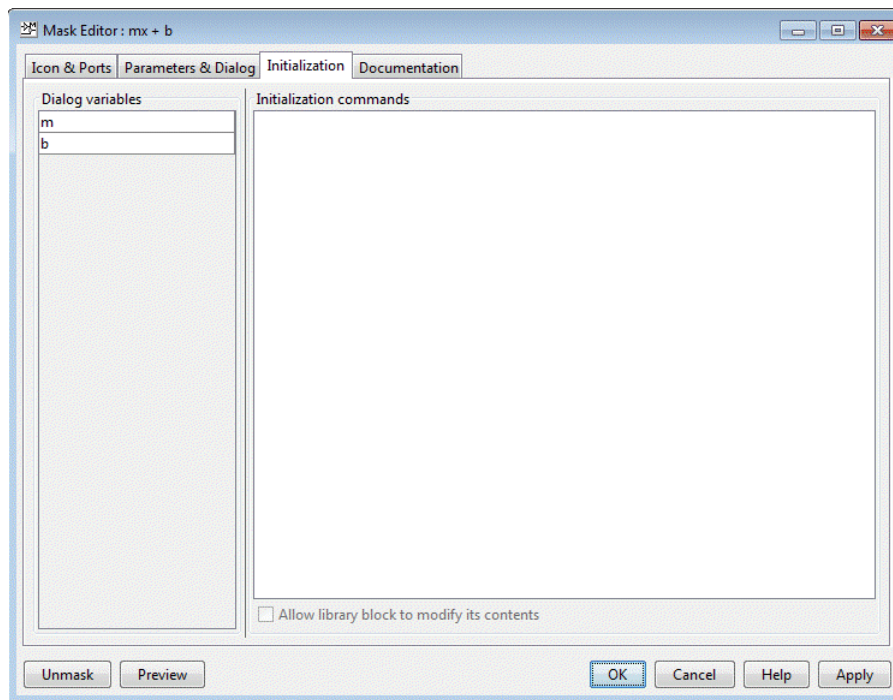 Mask Editor : mx + b
Icon & Ports Parameters & Dialog Initialization Documentation
Dialog variables
m
b
Initialization commands
Allow library block to modify its contents
Unmask Preview OK Cancel Help Apply